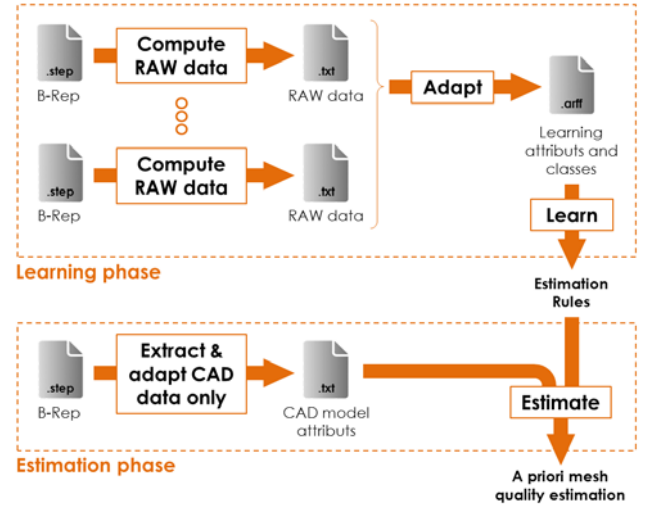 Compute
RAW data
.step
.txt
B-Rep
RAW data
Adapt
.arff
Learning
attributs and
classes
Compute
RAW data
.step
.txt
B-Rep
RAW data
Learn
Learning phase
Estimation
Rules
Extract &
adapt CAD
data only
.step
.txt
B-Rep
CAD model
attributs
Estimate
Estimation phase
A priori mesh
quality estimation